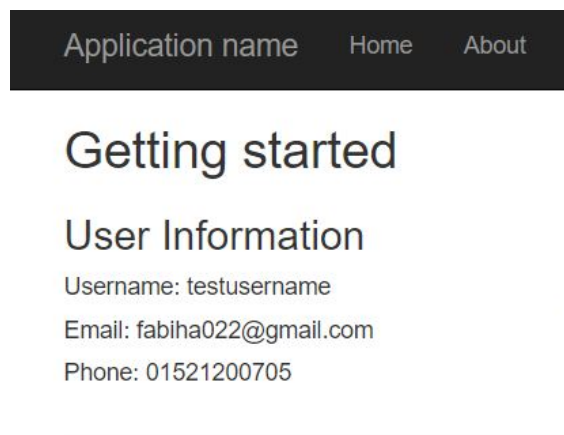 Application name Home About
Getting started
User Information
Username: testusername
Email: fabiha022@gmail.com
Phone: 01521200705